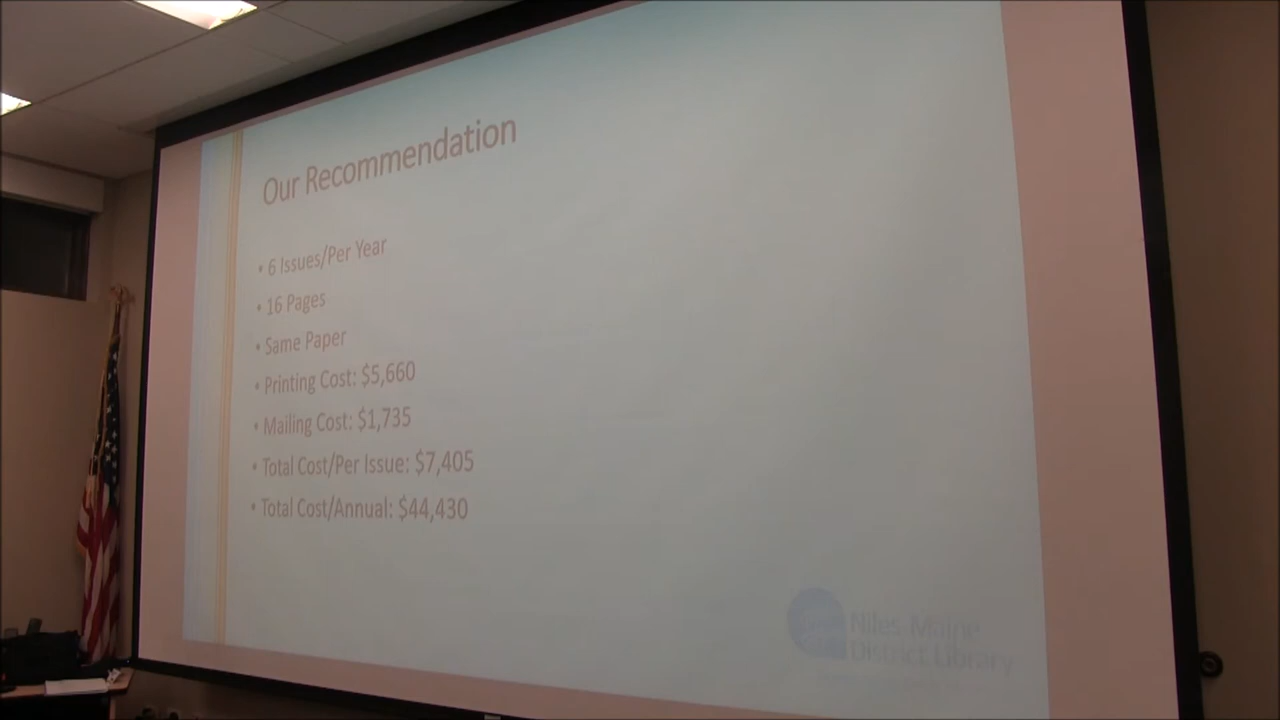 Our Recommendation
• 6 Issues/Per Year
• 16 Pages
• Same Paper
• Printing Cost: $5,660
• Mailing Cost: $1,735
• Total Cost/Per Issue: $7,405
• Total Cost/Annual: $44,430
Niles-Maine
District Library